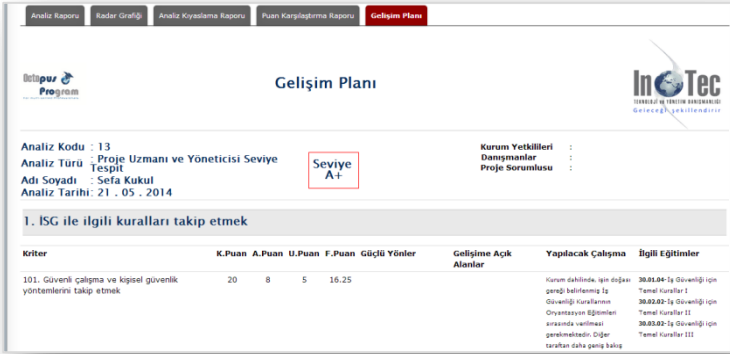 Analiz Raporu Radar Grafiği Analiz Kıyaslama Raporu Puan Karşılaştırma Raporu Gelişim Planı
Octopus
Program
Gelişim Planı
InoTec
TEKNOLOJİ ve YÖNETİM DANIŞMANLIĞI
Geleceği şekillendirir
Analiz Kodu : 13
Analiz Türü : Proje Uzmanı ve Yöneticisi Seviye
Tespit
Adı Soyadı : Sefa Kukul
Analiz Tarihi: 21 . 05 . 2014
Seviye
A+
Kurum Yetkilileri :
Danışmanlar :
Proje Sorumlusu :
1. İSG ile ilgili kuralları takip etmek
Kriter K.Puan A.Puan U.Puan F.Puan Güçlü Yönler Gelişime Açık Yapılacak Çalışma İlgili Eğitimler
Alanlar
101. Güvenli çalışma ve kişisel güvenlik 20 8 5 16.25
yöntemlerini takip etmek
Kurum dahilinde, işin doğası
gereği belirlenmiş İş
Güvenliği Kurallarının
Oryantasyon Eğitimleri
sırasında verilmesi
gerekmektedir. Diğer
taraftan daha geniş bakış
30.01.04-İş Güvenliği için
Temel Kurallar I
30.02.02-İş Güvenliği için
Temel Kurallar II
30.03.02-İş Güvenliği için
Temel Kurallar III